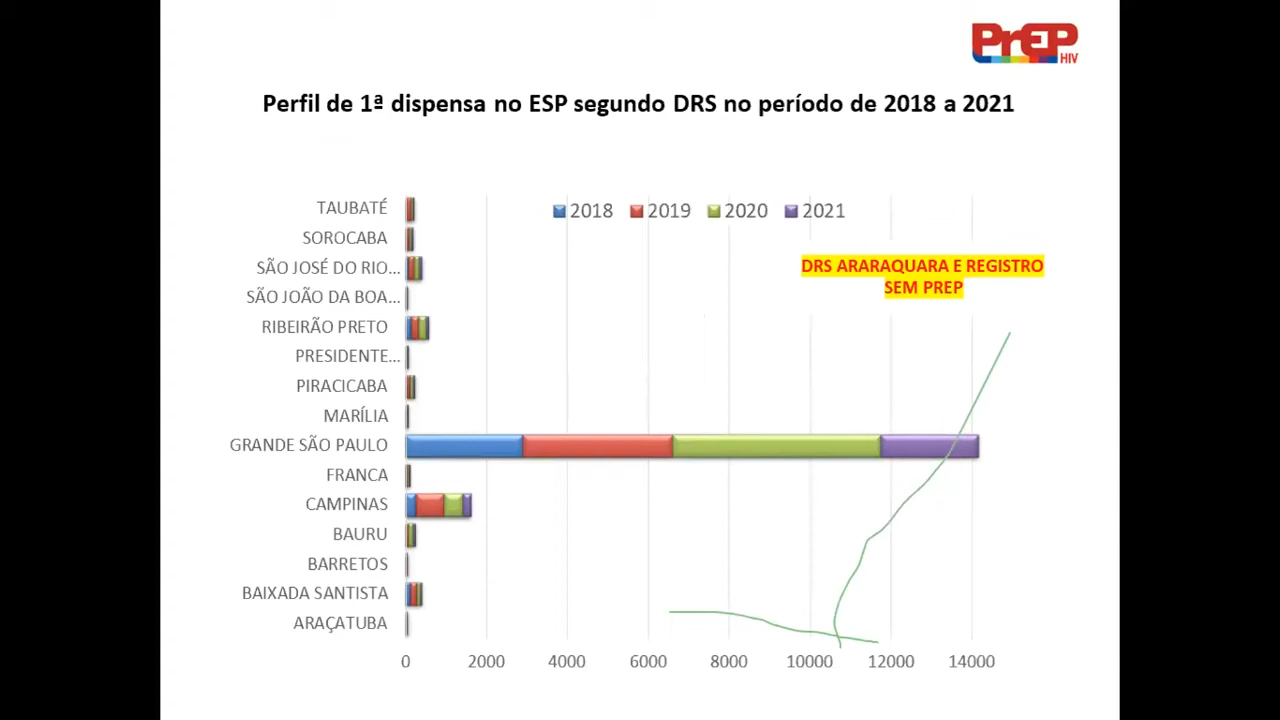 PrEP
HIV
Perfil de 1ª dispensa no ESP segundo DRS no período de 2018 a 2021
2018 2019 2020 2021
DRS ARARAQUARA E REGISTRO
SEM PREP
TAUBATÉ
SOROCABA
SÃO JOSÉ DO RIO...
SÃO JOÃO DA BOA...
RIBEIRÃO PRETO
PRESIDENTE...
PIRACICABA
MARÍLIA
GRANDE SÃO PAULO
FRANCA
CAMPINAS
BAURU
BARRETOS
BAIXADA SANTISTA
ARAÇATUBA
0 2000 4000 6000 8000 10000 12000 14000